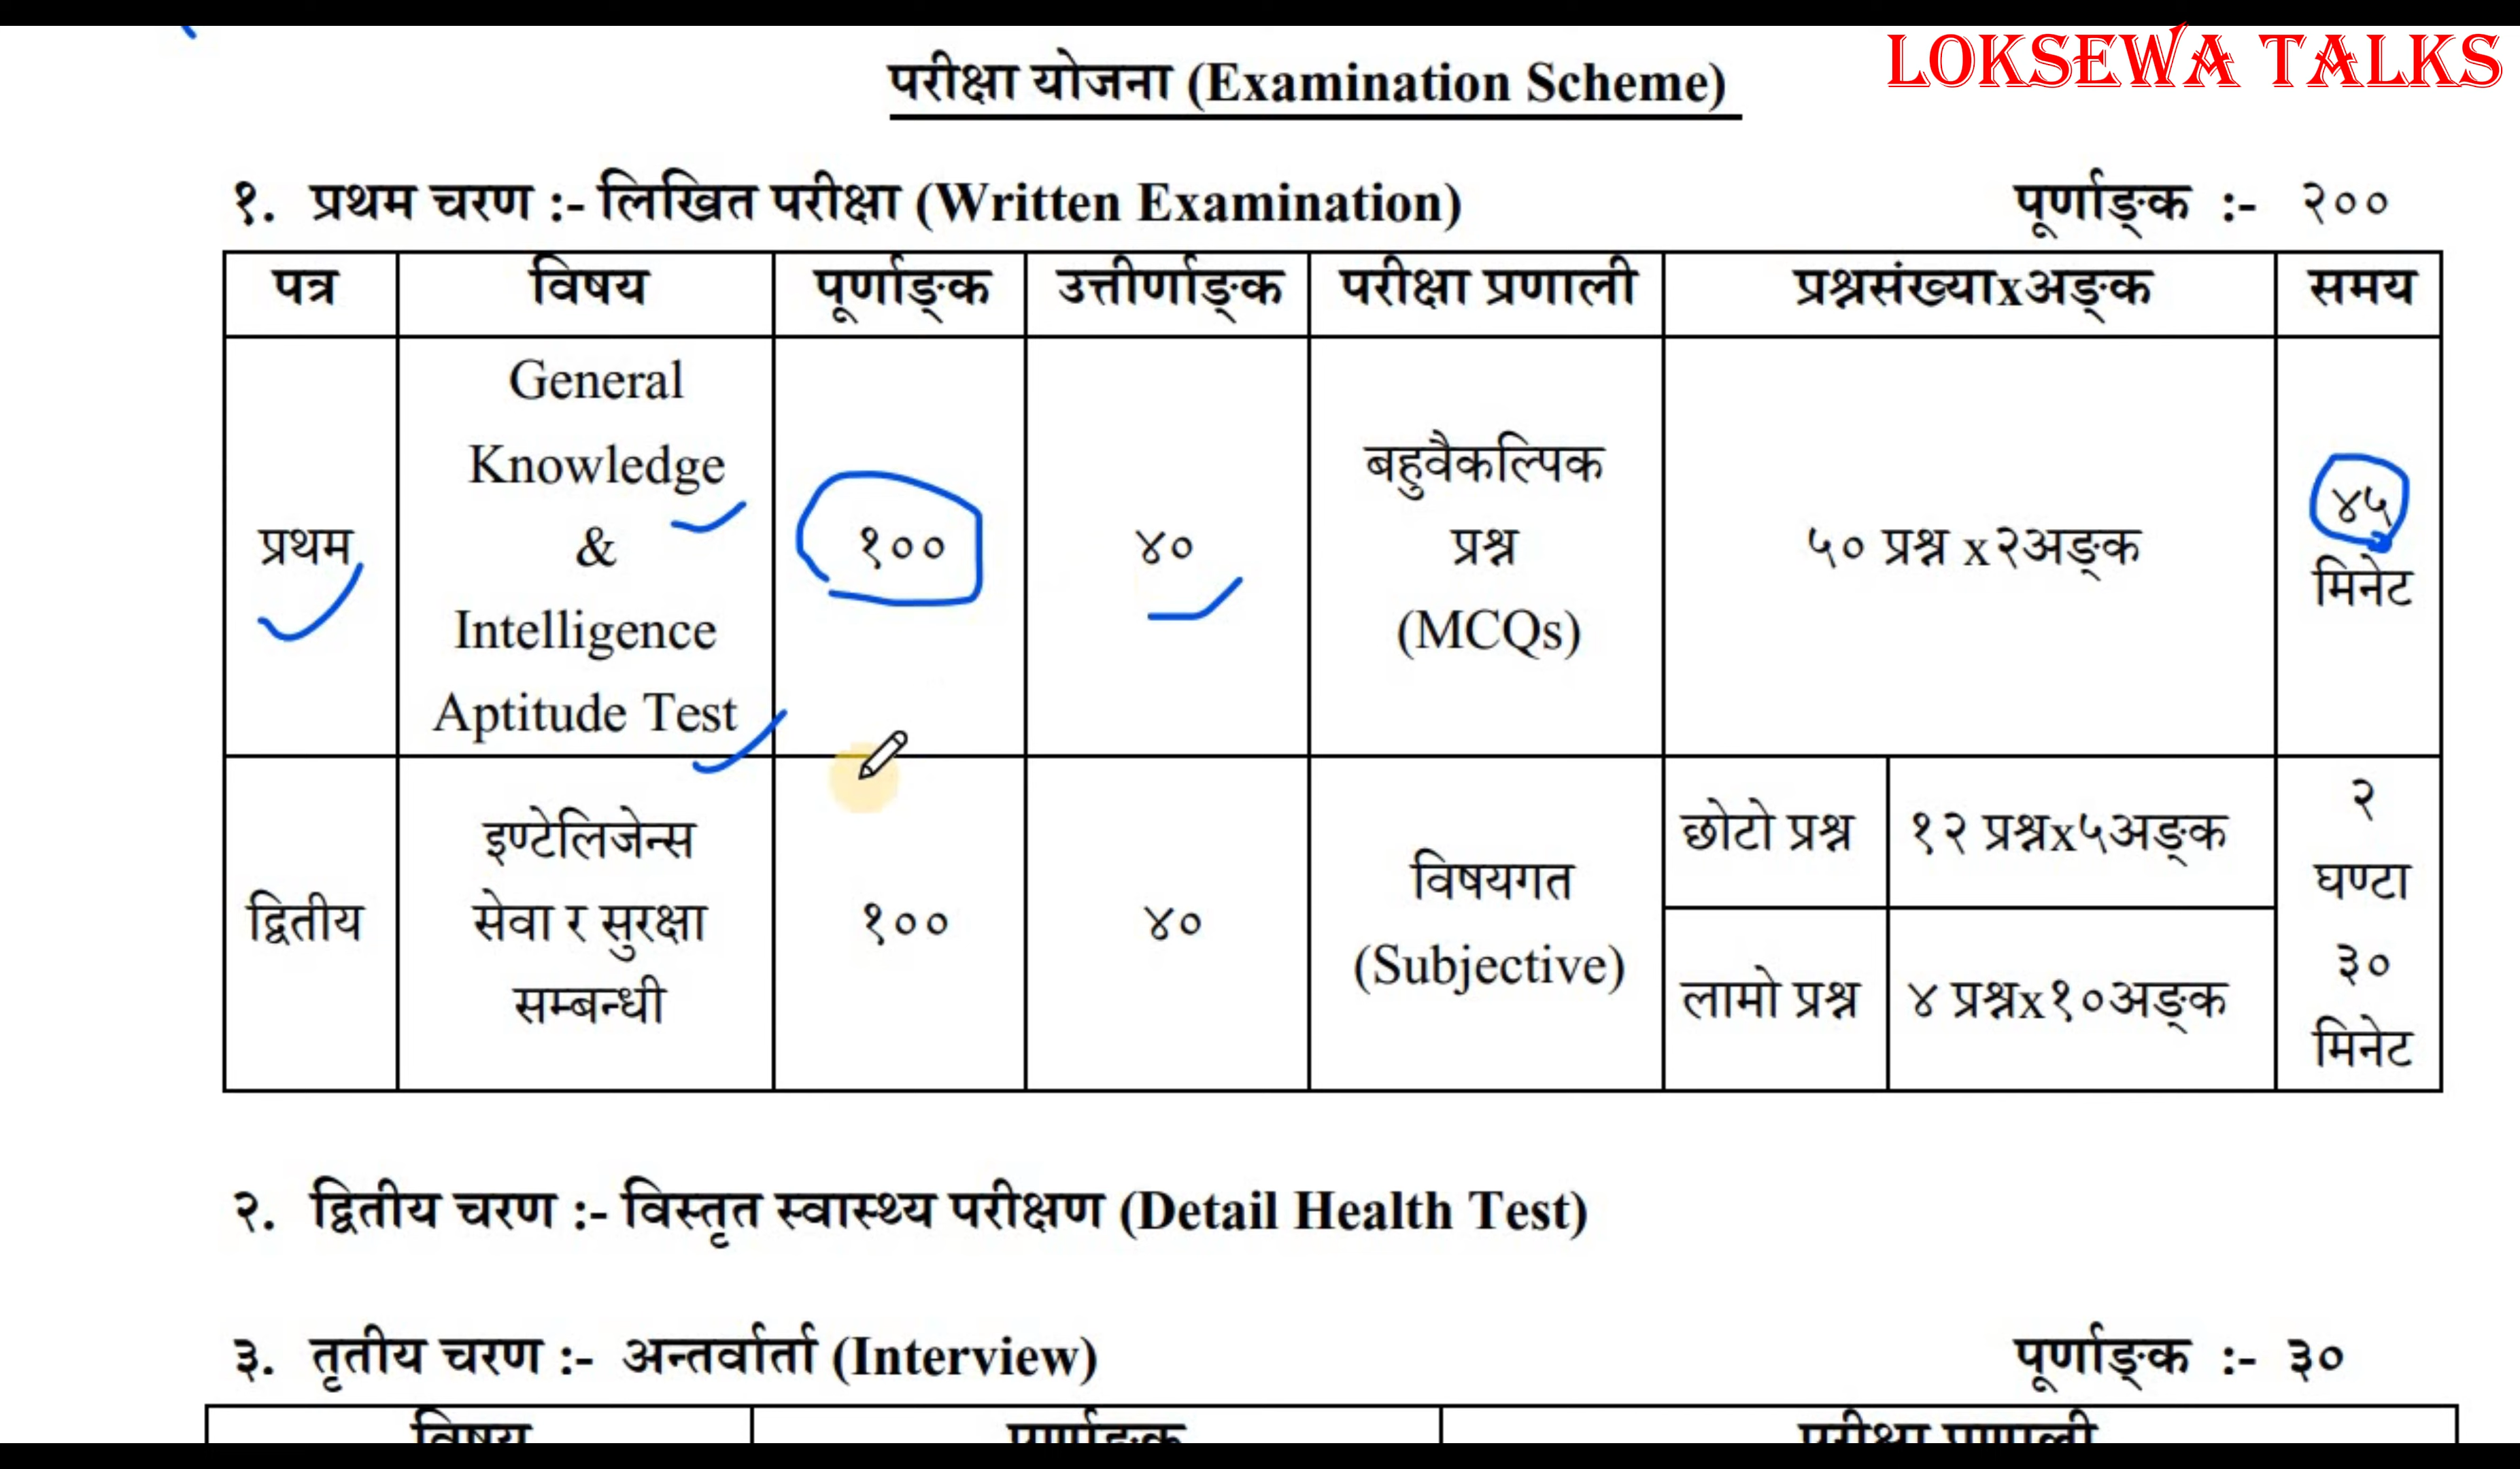 LOKSEWA TALKS
परीक्षा योजना (Examination Scheme)
१. प्रथम चरण :- लिखित परीक्षा (Written Examination) पूर्णाङ्क :- २००
पत्र विषय पूर्णाङ्क उत्तीर्णाङ्क परीक्षा प्रणाली प्रश्नसंख्याxअङ्क समय
प्रथम
General
Knowledge
&
Intelligence
Aptitude Test
१००
४०
बहुवैकल्पिक
प्रश्न
(MCQs)
५० प्रश्न x२अङ्क
४५
मिनेट
द्वितीय
इण्टेलिजेन्स
सेवा र सुरक्षा
सम्बन्धी
१००
४०
विषयगत
(Subjective)
छोटो प्रश्न १२ प्रश्नx५अङ्क
लामो प्रश्न ४ प्रश्नx१०अङ्क
२
घण्टा
३०
मिनेट
२. द्वितीय चरण :- विस्तृत स्वास्थ्य परीक्षण (Detail Health Test)
३. तृतीय चरण :- अन्तर्वार्ता (Interview) पूर्णाङ्क :- ३०
विषय पूर्णाङ्क परीक्षा प्रणाली